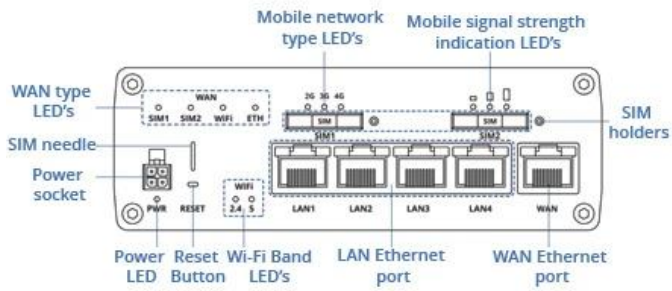 Mobile network
type LED's
Mobile signal strength
indication LED's
WAN type
LED's
WAN
SIM1 SIM2 WiFi ETH
2G 3G 4G
SIM
SIM1
SIM
SIM2
SIM
holders
SIM needle
Power
socket
PWR
RESET
WiFi
2.4 5
LAN1
LAN2
LAN3
LAN4
WAN
Power
LED
Reset
Button
Wi-Fi Band
LED's
LAN Ethernet
port
WAN Ethernet
port